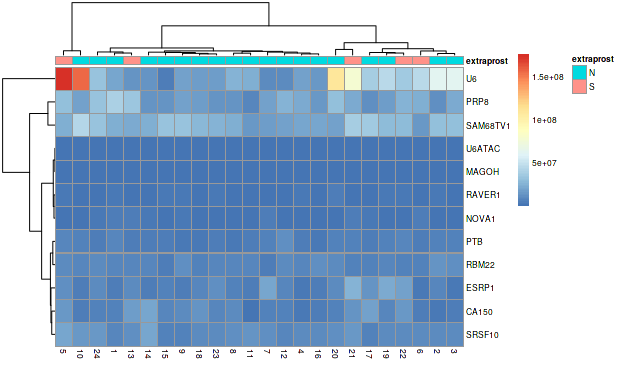 extraprost
U6
PRP8
SAM68TV1
U6ATAC
MAGOH
RAVER1
NOVA1
PTB
RBM22
ESRP1
CA150
SRSF10
5 10 24 1 13 14 15 9 18 23 8 11 7 12 4 16 20 21 17 19 22 6 2 3
1.5e+08
1e+08
5e+07
extraprost
N
S